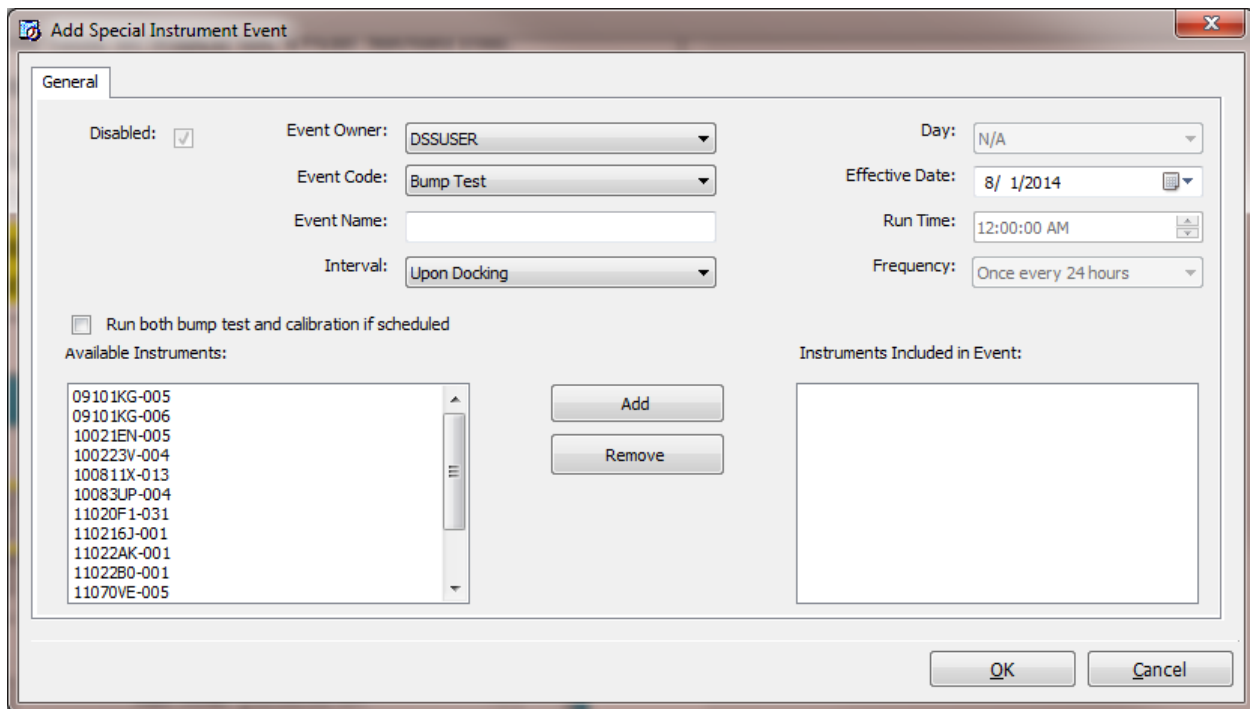 Add Special Instrument Event
General
Disabled:
Event Owner: DSSUSER
Day: N/A
Event Code: Bump Test
Effective Date: 8/ 1/2014
Event Name:
Run Time: 12:00:00 AM
Interval: Upon Docking
Frequency: Once every 24 hours
Run both bump test and calibration if scheduled
Available Instruments:
Instruments Included in Event:
09101KG-005
09101KG-006
10021EN-005
100223V-004
100811X-013
10083UP-004
11020F1-031
110216J-001
11022AK-001
11022B0-001
11070VE-005
Add
Remove
OK
Cancel